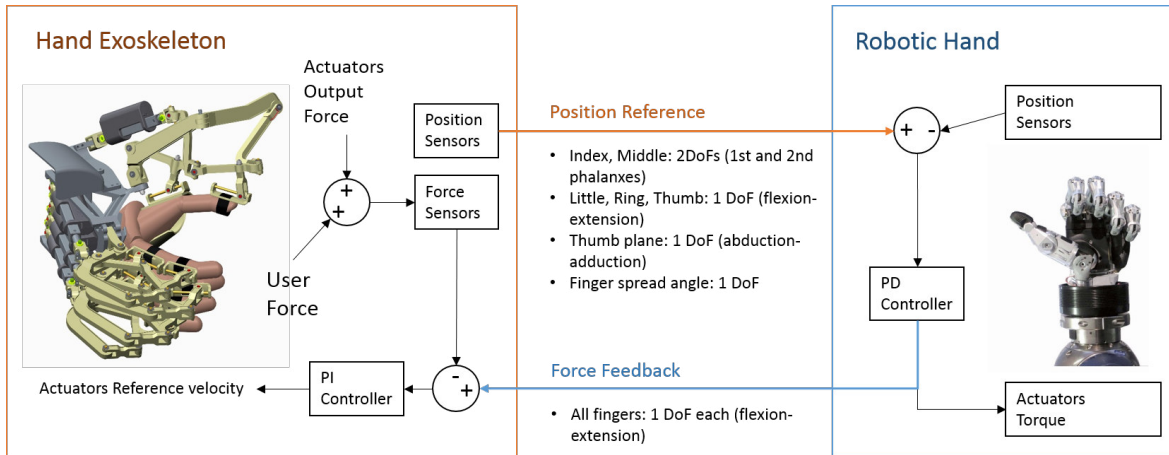 Hand Exoskeleton
Actuators
Output
Force
Position
Sensors
+
+
Force
Sensors
User
Force
Actuators Reference velocity
PI
Controller
-
+
Position Reference
• Index, Middle: 2DoFs (1st and 2nd
phalanxes)
• Little, Ring, Thumb: 1 DoF (flexion-
extension)
• Thumb plane: 1 DoF (abduction-
adduction)
• Finger spread angle: 1 DoF
Force Feedback
• All fingers: 1 DoF each (flexion-
extension)
Robotic Hand
+ -
Position
Sensors
PD
Controller
Actuators
Torque